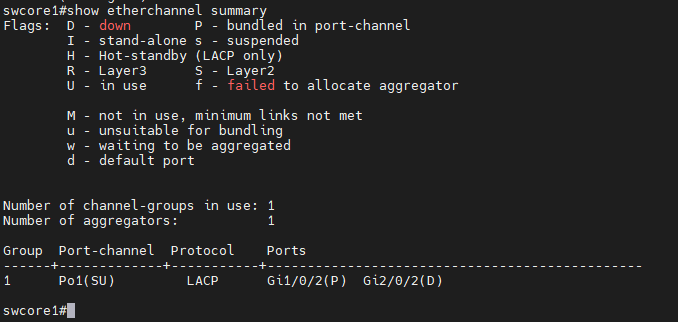 swcore1#show etherchannel summary
Flags:  D - down        P - bundled in port-channel
        I - stand-alone s - suspended
        H - Hot-standby (LACP only)
        R - Layer3      S - Layer2
        U - in use      f - failed to allocate aggregator

        M - not in use, minimum links not met
        u - unsuitable for bundling
        w - waiting to be aggregated
        d - default port


Number of channel-groups in use: 1
Number of aggregators:           1

Group  Port-channel  Protocol    Ports
------+-------------+-----------+-----------------------------------------------
1      Po1(SU)         LACP      Gi1/0/2(P)  Gi2/0/2(D)

swcore1#